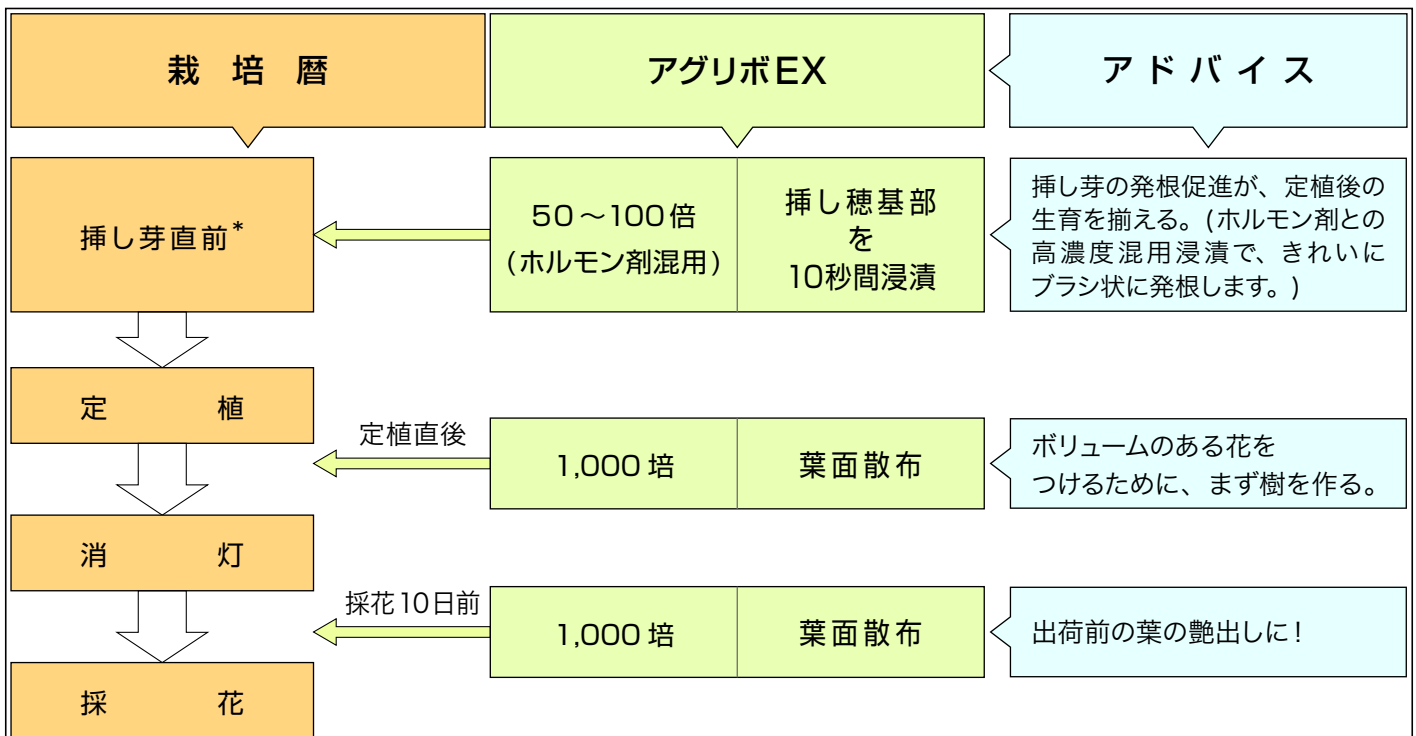 栽培暦
アグリボEX
アドバイス
挿し芽直前*
50～100倍
(ホルモン剤混用)
挿し穂基部
を
10秒間浸漬
挿し芽の発根促進が、定植後の
生育を揃える。(ホルモン剤との
高濃度混用浸漬で、きれいに
ブラシ状に発根します。)
定植
定植直後
1,000 培
葉面散布
ボリュームのある花を
つけるために、まず樹を作る。
消灯
採花10日前
1,000 培
葉面散布
出荷前の葉の艶出しに!
採花